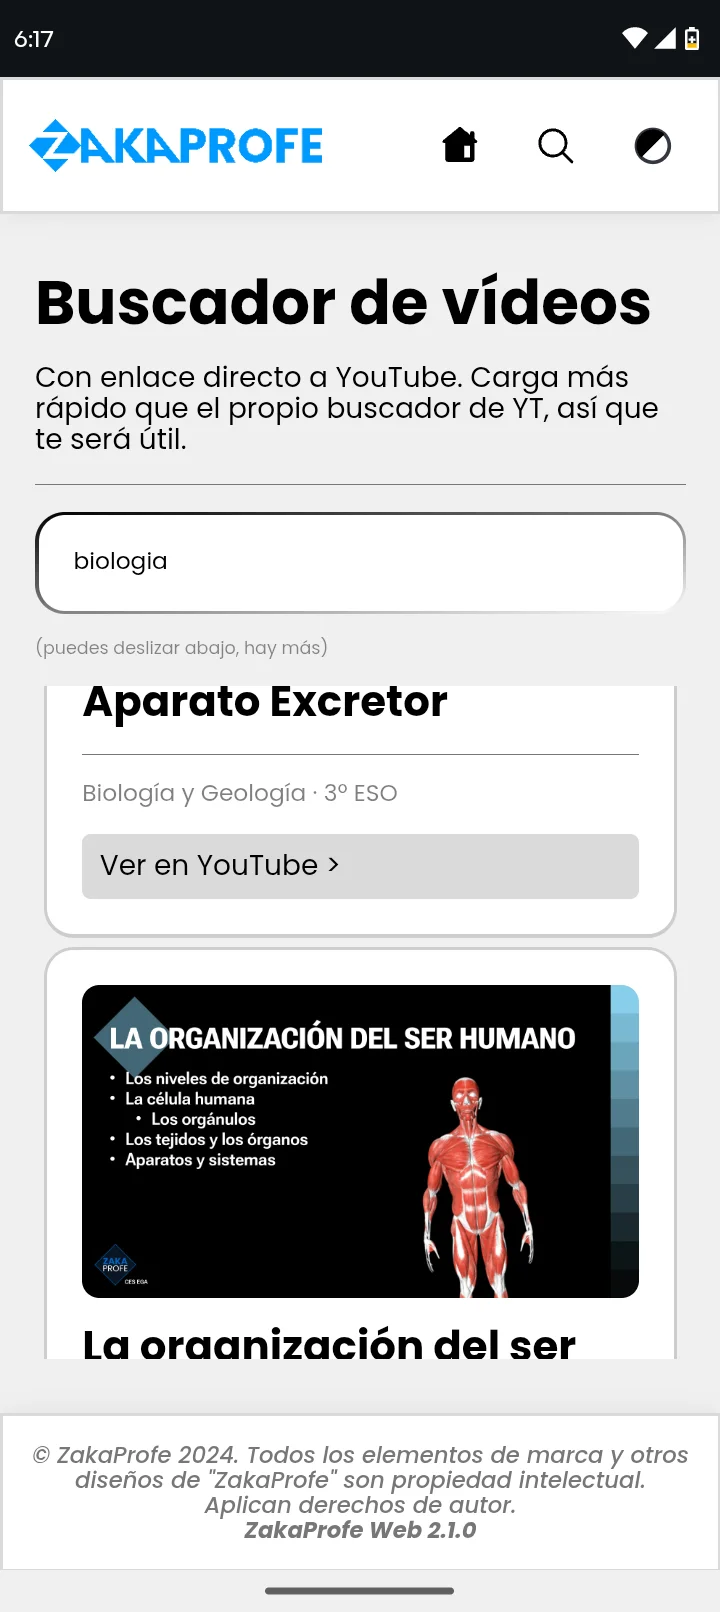 6:17
ZAKAPROFE
Buscador de vídeos
Con enlace directo a YouTube. Carga más
rápido que el propio buscador de YT, así que
te será útil.
biologia
(puedes deslizar abajo, hay más)
Aparato Excretor
Biología y Geología · 3º ESO
Ver en YouTube >
LA ORGANIZACIÓN DEL SER HUMANO
• Los niveles de organización
• La célula humana
• Los orgánulos
• Los tejidos y los órganos
• Aparatos y sistemas
ZAKA
PROFE
CES EGA
La organización del ser
© ZakaProfe 2024. Todos los elementos de marca y otros
diseños de "ZakaProfe" son propiedad intelectual.
Aplican derechos de autor.
ZakaProfe Web 2.1.0